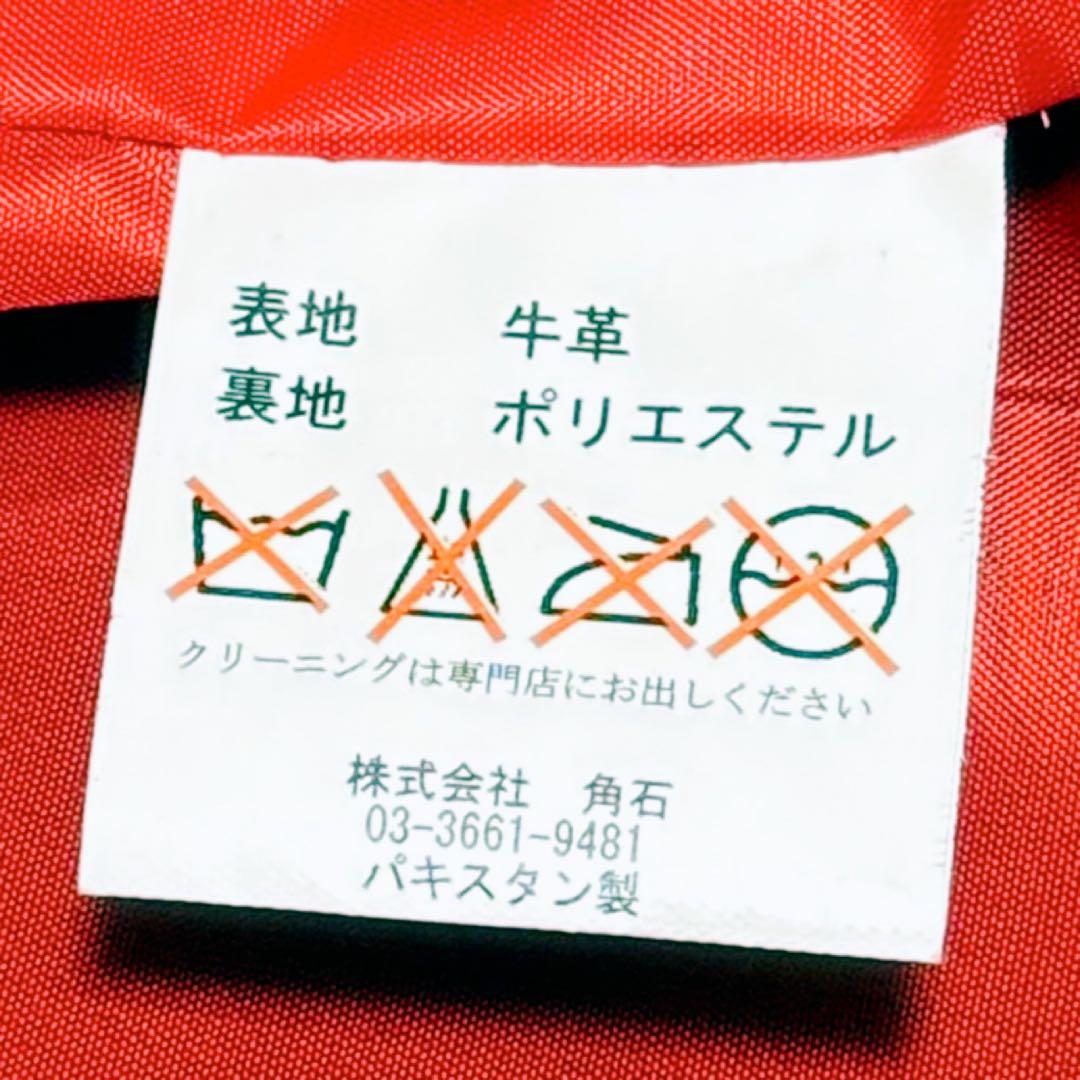 表地 牛革
裏地 ポリエステル
クリーニングは専門店にお出しください
株式会社 角石
03-3661-9481
パキスタン製